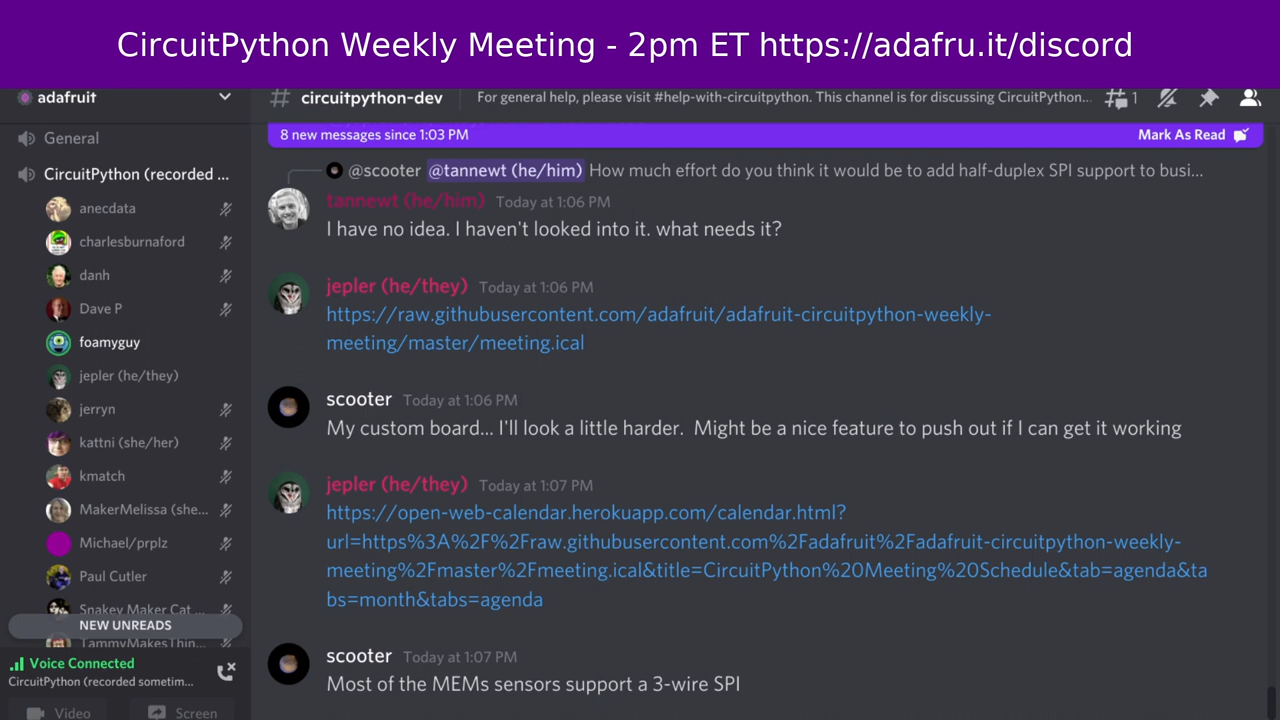 CircuitPython Weekly Meeting - 2pm ET https://adafru.it/discord
adafruit
General
CircuitPython (recorded ...
anecdata
charlesburnaford
danh
Dave P
foamyguy
jepler (he/they)
jerryn
kattni (she/her)
kmatch
MakerMelissa (she...
Michael/prplz
Paul Cutler
Snakey Maker Cat ...
NEW UNREADS
TammyMakesThin...
Voice Connected
CircuitPython (recorded sometim...
Video
Screen
# circuitpython-dev
For general help, please visit #help-with-circuitpython. This channel is for discussing CircuitPython...
1
8 new messages since 1:03 PM
Mark As Read
@scooter @tannewt (he/him) How much effort do you think it would be to add half-duplex SPI support to busi...
tannewt (he/him) Today at 1:06 PM
I have no idea. I haven't looked into it. what needs it?
jepler (he/they) Today at 1:06 PM
https://raw.githubusercontent.com/adafruit/adafruit-circuitpython-weekly-
meeting/master/meeting.ical
scooter Today at 1:06 PM
My custom board... I'll look a little harder. Might be a nice feature to push out if I can get it working
jepler (he/they) Today at 1:07 PM
https://open-web-calendar.herokuapp.com/calendar.html?
url=https%3A%2F%2Fraw.githubusercontent.com%2Fadafruit%2Fadafruit-circuitpython-weekly-
meeting%2Fmaster%2Fmeeting.ical&title=CircuitPython%20Meeting%20Schedule&tab=agenda&ta
bs=month&tabs=agenda
scooter Today at 1:07 PM
Most of the MEMs sensors support a 3-wire SPI